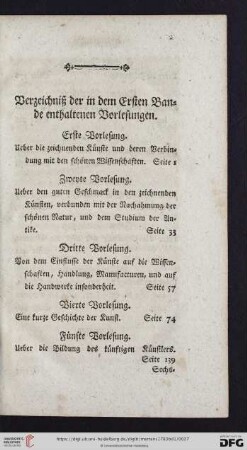 Verzeichniß der in dem Ersten Ban-
de enthaltenen Vorlesungen.
Erste Vorlesung.
Ueber die zeichnenden Künste und deren Verbin-
dung mit den schönen Wissenschaften. Seite 1
Zweyte Vorlesung.
Ueber den guten Geschmack in den zeichnenden
Künsten, verbunden mit der Nachahmung der
schönen Natur, und dem Studium der An-
tike. Seite 33
Dritte Vorlesung.
Von dem Einflusse der Künste auf die Wissen-
schaften, Handlung, Manufacturen, und auf
die Handwerke insonderheit. Seite 57
Vierte Vorlesung.
Eine kurze Geschichte der Kunst. Seite 74
Fünfte Vorlesung.
Ueber die Bildung des künftigen Künstlers.
Seite 139
Sechs-
DFG